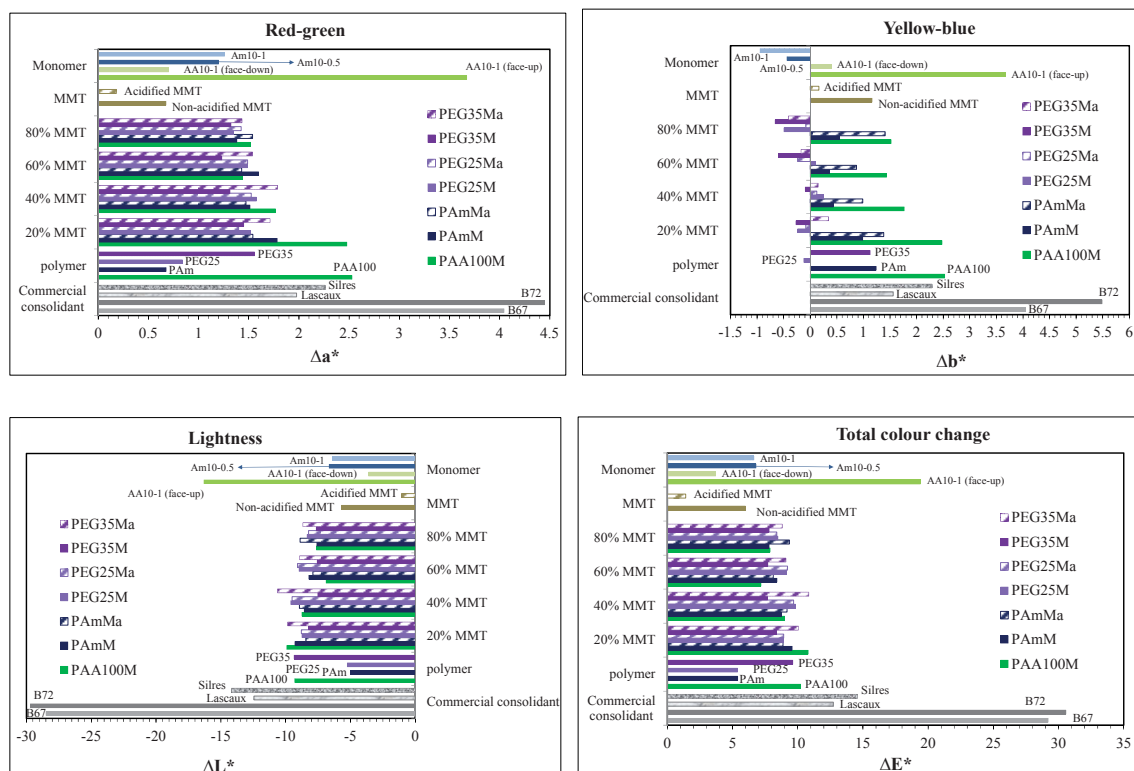 Red-green
Monomer
MMT
80% MMT
60% MMT
40% MMT
20% MMT
polymer
Commercial
consolidant
Am10-1
Am10-0.5
AA10-1 (face-down)
AA10-1 (face-up)
Acidified MMT
Non-acidified MMT
PEG35Ma
PEG35M
PEG25Ma
PEG25M
PAmMa
PAmM
PAA100M
PEG35
PEG25
PAm
PAA100
Silres
Lascaux
B72
B67
0 0.5 1 1.5 2 2.5 3 3.5 4 4.5
Δa*
Yellow-blue
Monomer
MMT
80% MMT
60% MMT
40% MMT
20% MMT
polymer
Commercial consolidant
Am10-1
Am10-0.5
AA10-1 (face-down)
AA10-1 (face-up)
Acidified MMT
Non-acidified MMT
PEG35Ma
PEG35M
PEG25Ma
PEG25M
PAmMa
PAmM
PAA100M
PEG25
PEG35
PAm
PAA100
Silres
Lascaux
B72
B67
-1.5 -1 -0.5 0 0.5 1 1.5 2 2.5 3 3.5 4 4.5 5 5.5 6
Δb*
Lightness
Am10-1
Am10-0.5
AA10-1 (face-down)
AA10-1 (face-up)
Acidified MMT
Non-acidified MMT
PEG35Ma
PEG35M
PEG25Ma
PEG25M
PAmMa
PAmM
PAA100M
PEG35
PEG25
PAm
PAA100
Silres
Lascaux
B72
B67
Monomer
MMT
80% MMT
60% MMT
40% MMT
20% MMT
polymer
Commercial consolidant
-30 -25 -20 -15 -10 -5 0
ΔL*
Total colour change
Monomer
MMT
80% MMT
60% MMT
40% MMT
20% MMT
polymer
Commercial
consolidant
Am10-1
Am10-0.5
AA10-1 (face-down)
AA10-1 (face-up)
Acidified MMT
Non-acidified MMT
PEG35Ma
PEG35M
PEG25Ma
PEG25M
PAmMa
PAmM
PAA100M
PEG35
PEG25
PAm
PAA100
Silres
Lascaux
B72
B67
0 5 10 15 20 25 30 35
ΔE*